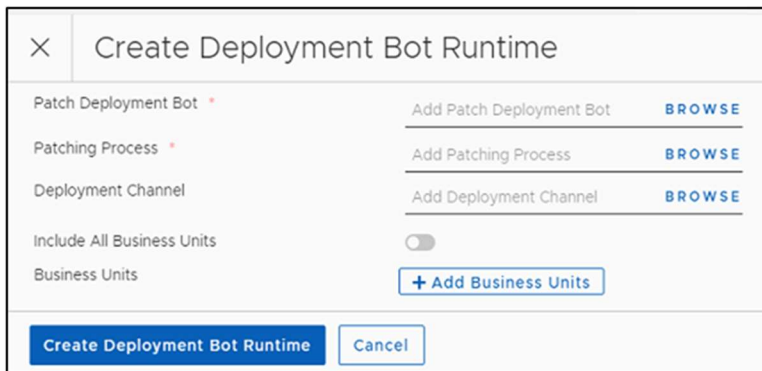 Create Deployment Bot Runtime
Patch Deployment Bot * Add Patch Deployment Bot BROWSE
Patching Process * Add Patching Process BROWSE
Deployment Channel Add Deployment Channel BROWSE
Include All Business Units
Business Units + Add Business Units
Create Deployment Bot Runtime Cancel